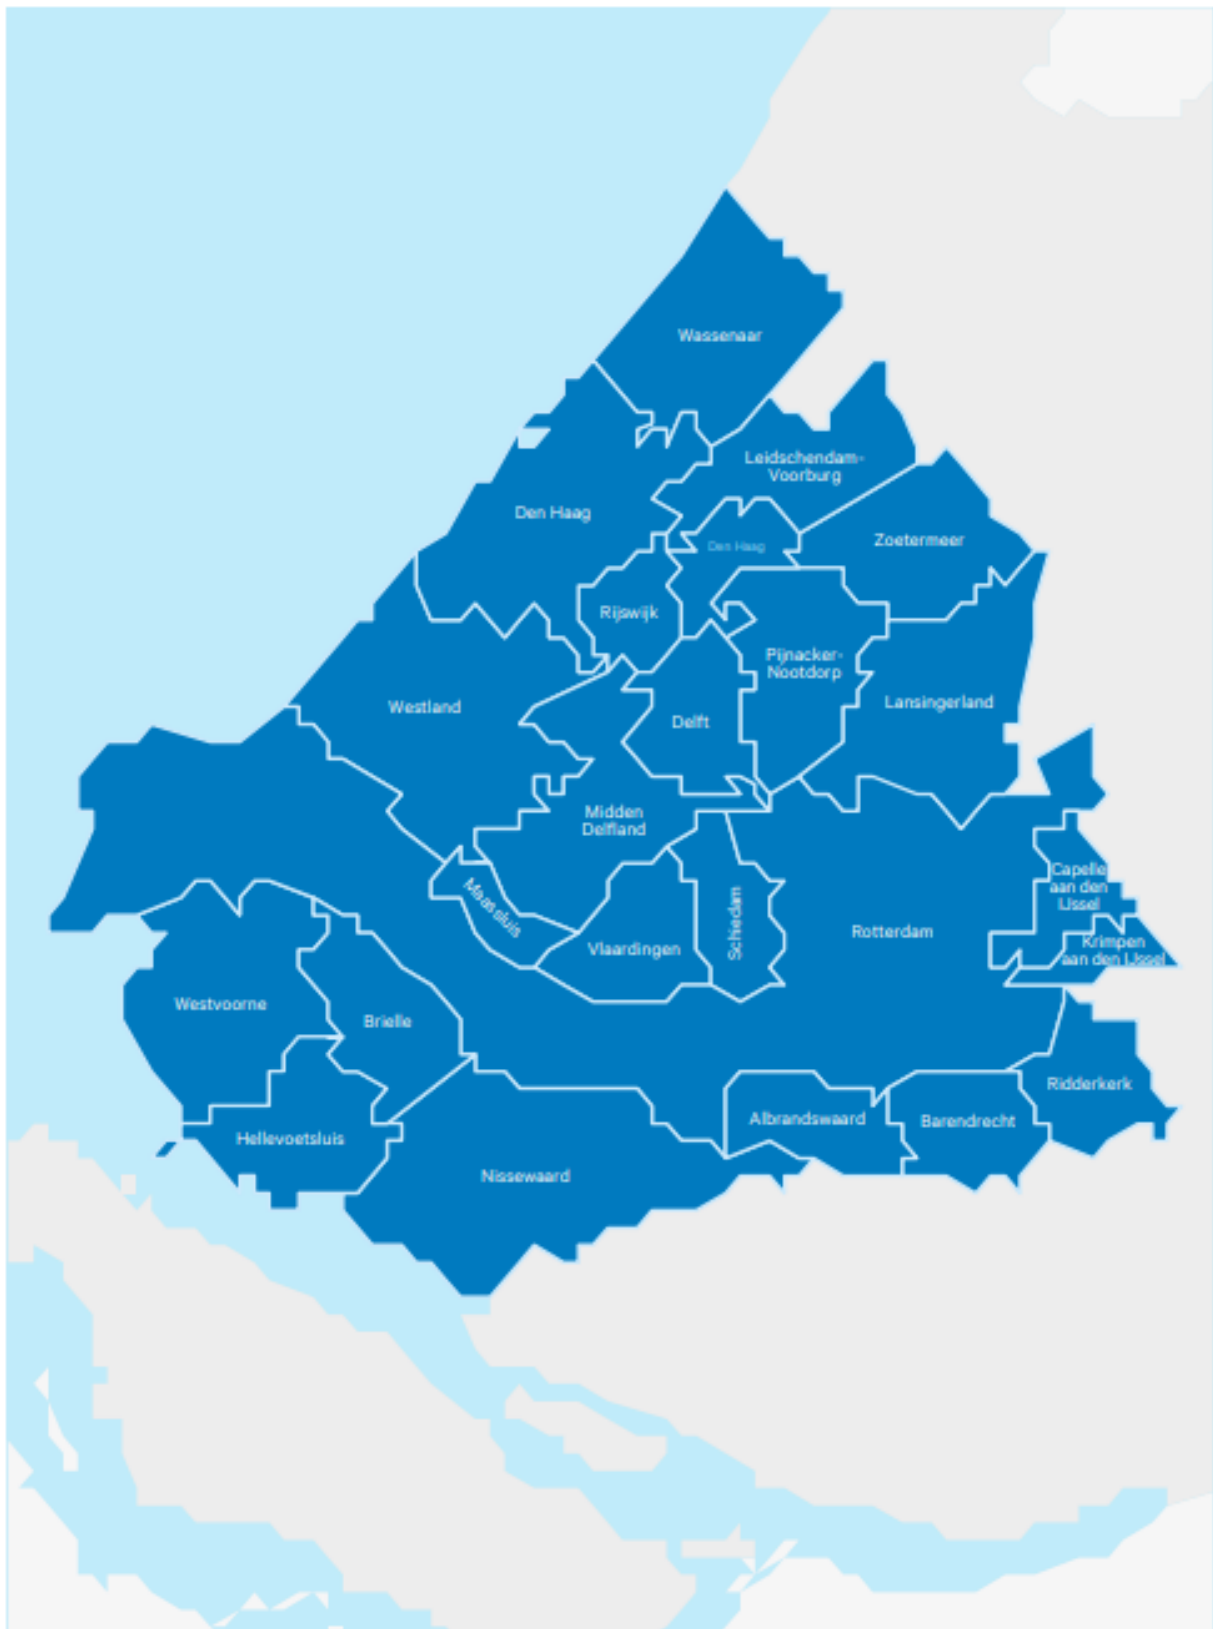 Wassenaar
Leidschendam-
Voorburg
Den Haag
Den Haag
Zoetermeer
Rijswijk
Pijnacker-
Nootdorp
Westland
Delft
Lansingerland
Midden
Delfland
Capelle
aan den
IJssel
Maassluis
Schiedam
Rotterdam
Vlaardingen
Krimpen
aan den IJssel
Westvoorne
Brielle
Ridderkerk
Albrandswaard
Barendrecht
Hellevoetsluis
Nissewaard